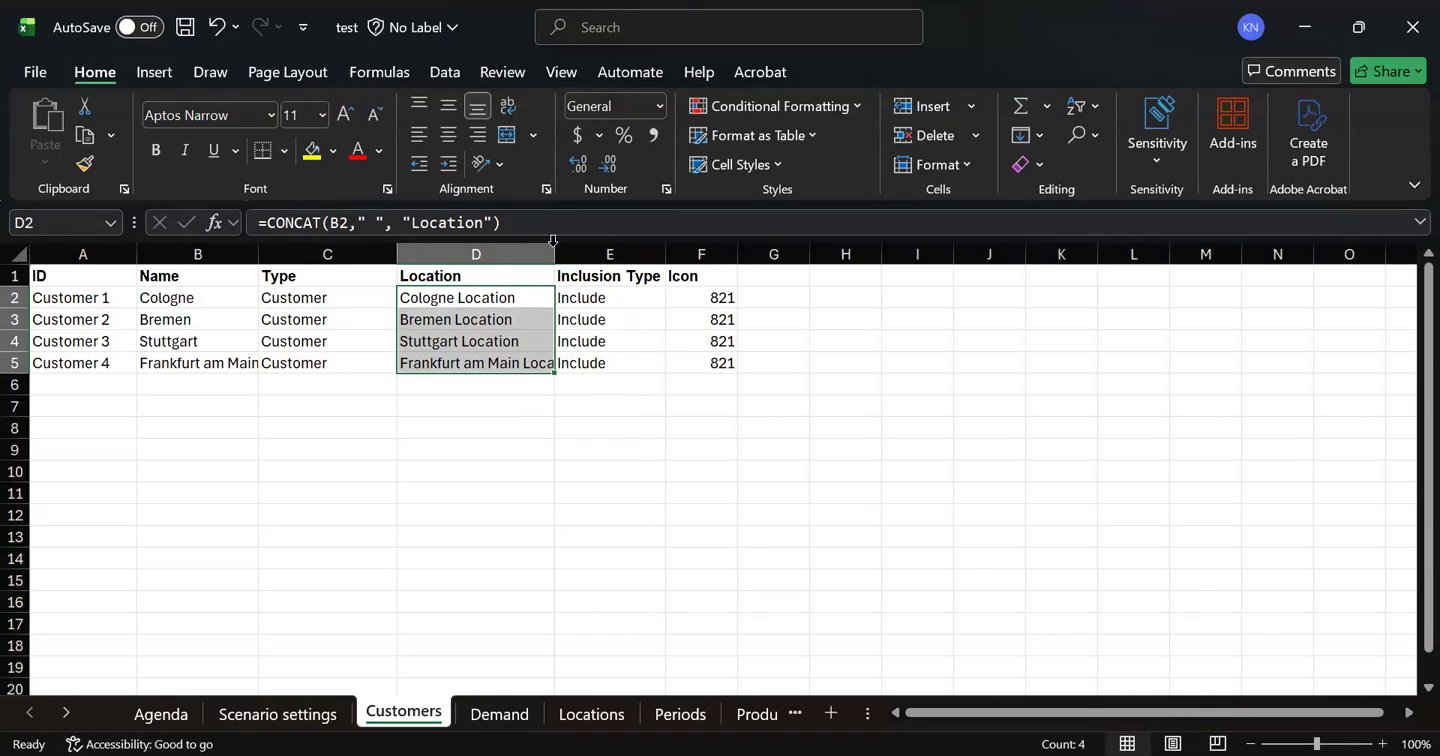 AutoSave Off test No Label Search KN
File Home Insert Draw Page Layout Formulas Data Review View Automate Help Acrobat Comments Share
Paste Aptos Narrow 11 A A ab General Conditional Formatting Insert Sensitivity Add-ins Create a PDF
B I U A $ % Format as Table Delete
Cell Styles Format
Clipboard Font Alignment Number Styles Cells Editing Sensitivity Add-ins Adobe Acrobat
D2 fx =CONCAT(B2," ", "Location")
A B C D E F G H I J K L M N O
1 ID Name Type Location Inclusion Type Icon
2 Customer 1 Cologne Customer Cologne Location Include 821
3 Customer 2 Bremen Customer Bremen Location Include 821
4 Customer 3 Stuttgart Customer Stuttgart Location Include 821
5 Customer 4 Frankfurt am Main Customer Frankfurt am Main Loca Include 821
6
7
8
9
10
11
12
13
14
15
16
17
18
19
20
Agenda Scenario settings Customers Demand Locations Periods Produ ···
Ready Accessibility: Good to go Count: 4 100%